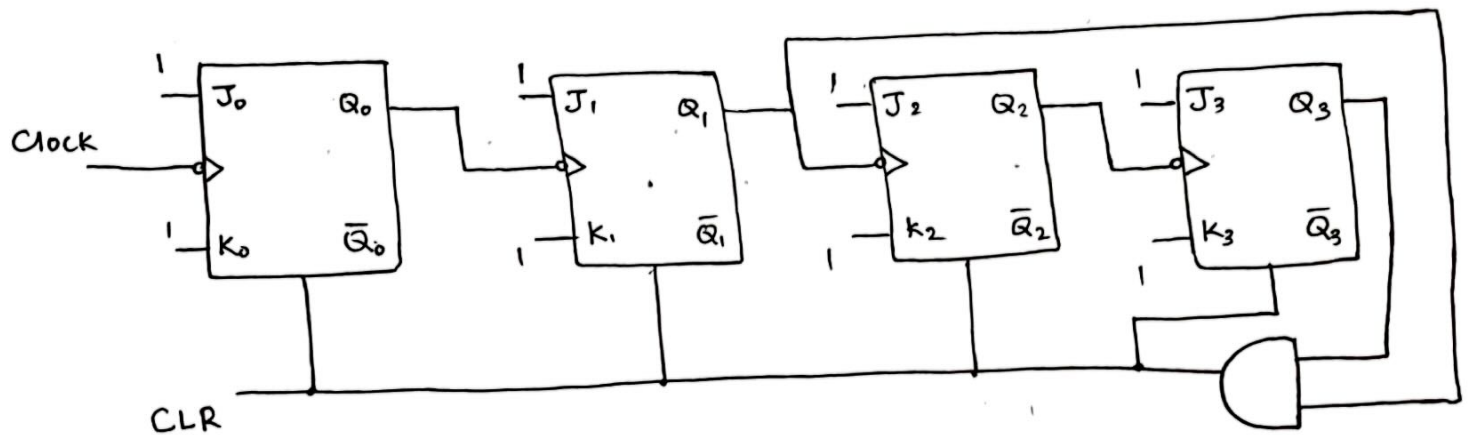 1 J₀ Q₀
1 J₁ Q₁
1 J₂ Q₂
1 J₃ Q₃
Clock
1 K₀ Q̅₀
1 K₁ Q̅₁
1 K₂ Q̅₂
1 K₃ Q̅₃
CLR